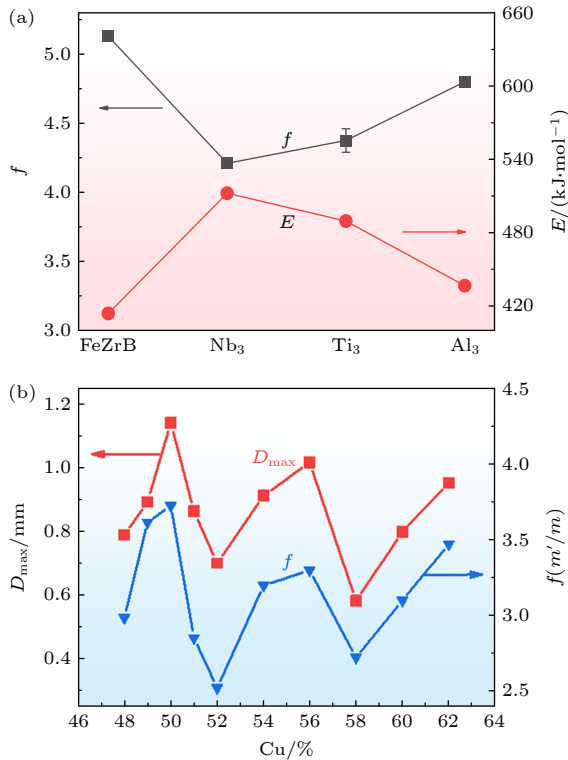 (a)
660
5.0
600
4.5
f
540
f
4.0
E
E/(kJ·mol⁻¹)
480
3.5
420
3.0
FeZrB Nb₃ Ti₃ Al₃
(b)
4.5
1.2
D_max
4.0
1.0
D_max/mm
0.8
3.5
f(m′/m)
f
0.6
3.0
0.4
2.5
46 48 50 52 54 56 58 60 62 64
Cu/%